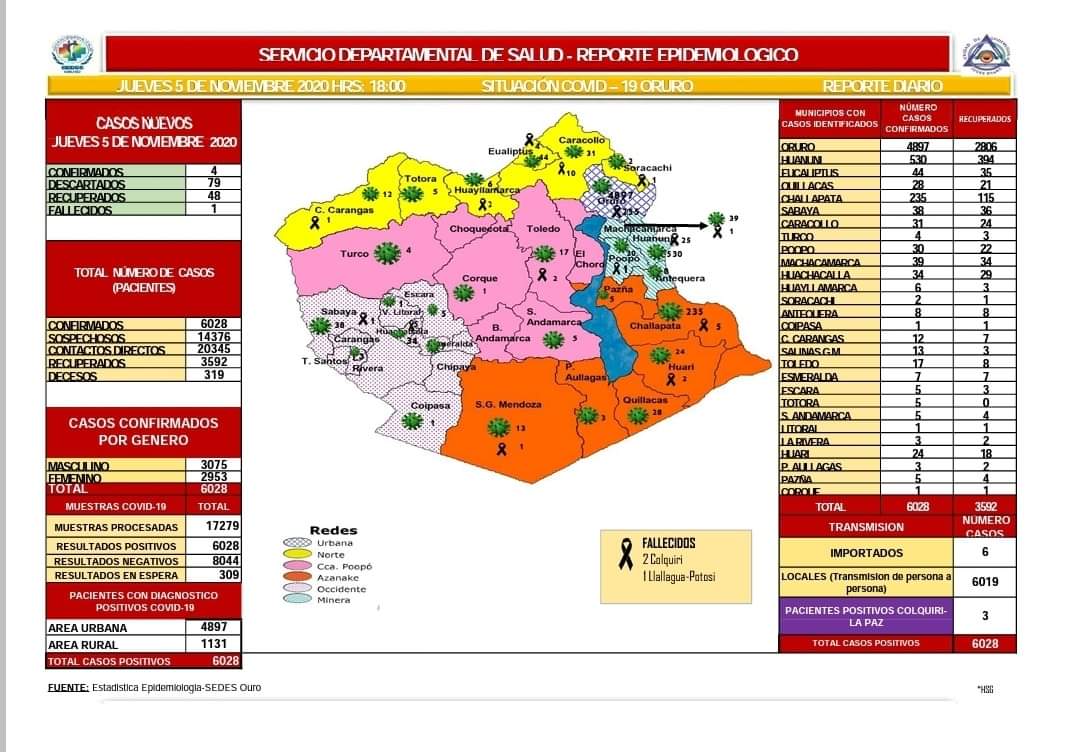 SERVICIO DEPARTAMENTAL DE SALUD - REPORTE EPIDEMIOLOGICO
JUEVES 5 DE NOVIEMBRE 2020 HRS: 18:00 SITUACIÓN COVID – 19 ORURO REPORTE DIARIO
CASOS NUEVOS
JUEVES 5 DE NOVIEMBRE 2020
CONFIRMADOS 4
DESCARTADOS 79
RECUPERADOS 48
FALLECIDOS 1
TOTAL NÚMERO DE CASOS
(PACIENTES)
CONFIRMADOS 6028
SOSPECHOSOS 14376
CONTACTOS DIRECTOS 20345
RECUPERADOS 3592
DECESOS 319
CASOS CONFIRMADOS
POR GENERO
MASCULINO 3075
FEMENINO 2953
TOTAL 6028
MUESTRAS COVID-19 TOTAL
MUESTRAS PROCESADAS 17279
RESULTADOS POSITIVOS 6028
RESULTADOS NEGATIVOS 8044
RESULTADOS EN ESPERA 309
PACIENTES CON DIAGNOSTICO
POSITIVOS COVID-19
AREA URBANA 4897
AREA RURAL 1131
TOTAL CASOS POSITIVOS 6028
Caracollo
31
10
Eualiptus
44
Soracachi
2
1
Totora
5
Huayllamarca
6
2
12
C. Carangas
1
4897
Oruro
255
39
1
Machacamarca
Huanuni
25
530
Poopo
30
1
Antequera
8
Choquecota
Toledo
17
2
El
Choro
Turco
4
Corque
1
Pazña
5
Escara
1
V. Litoral
5
Sabaya
38
1
Huachacalla
34
Carangas
Esmeralda
T. Santos
3
Rivera
Chipaya
B.
Andamarca
S.
Andamarca
5
Challapata
235
5
24
Huari
2
P.
Aullagas
3
Coipasa
1
S.G. Mendoza
13
1
Quillacas
28
Redes
Urbana
Norte
Cca. Poopó
Azanake
Occidente
Minera
FALLECIDOS
2 Colquiri
1 Llallagua-Potosi
MUNICIPIOS CON CASOS IDENTIFICADOS NÚMERO CASOS CONFIRMADOS RECUPERADOS
ORURO 4897 2806
HUANUNI 530 394
EUCALIPTUS 44 35
QUILLACAS 28 21
CHALLAPATA 235 115
SABAYA 38 36
CARACOLLO 31 24
TURCO 4 3
POOPO 30 22
MACHACAMARCA 39 34
HUACHACALLA 34 29
HUAYLLAMARCA 6 3
SORACACHI 2 1
ANTEQUERA 8 8
COIPASA 1 1
C. CARANGAS 12 7
SALINAS G.M 13 3
TOLEDO 17 8
ESMERALDA 7 7
ESCARA 5 3
TOTORA 5 0
S. ANDAMARCA 5 4
LITORAL 1 1
LA RIVERA 3 2
HUARI 24 18
P. AULLAGAS 3 2
PAZÑA 5 4
CORQUE 1 1
TOTAL 6028 3592
TRANSMISION NÚMERO CASOS
IMPORTADOS 6
LOCALES (Transmision de persona a persona) 6019
PACIENTES POSITIVOS COLQUIRI-LA PAZ 3
TOTAL CASOS POSITIVOS 6028
FUENTE: Estadistica Epidemiologia-SEDES Ouro
*HSG